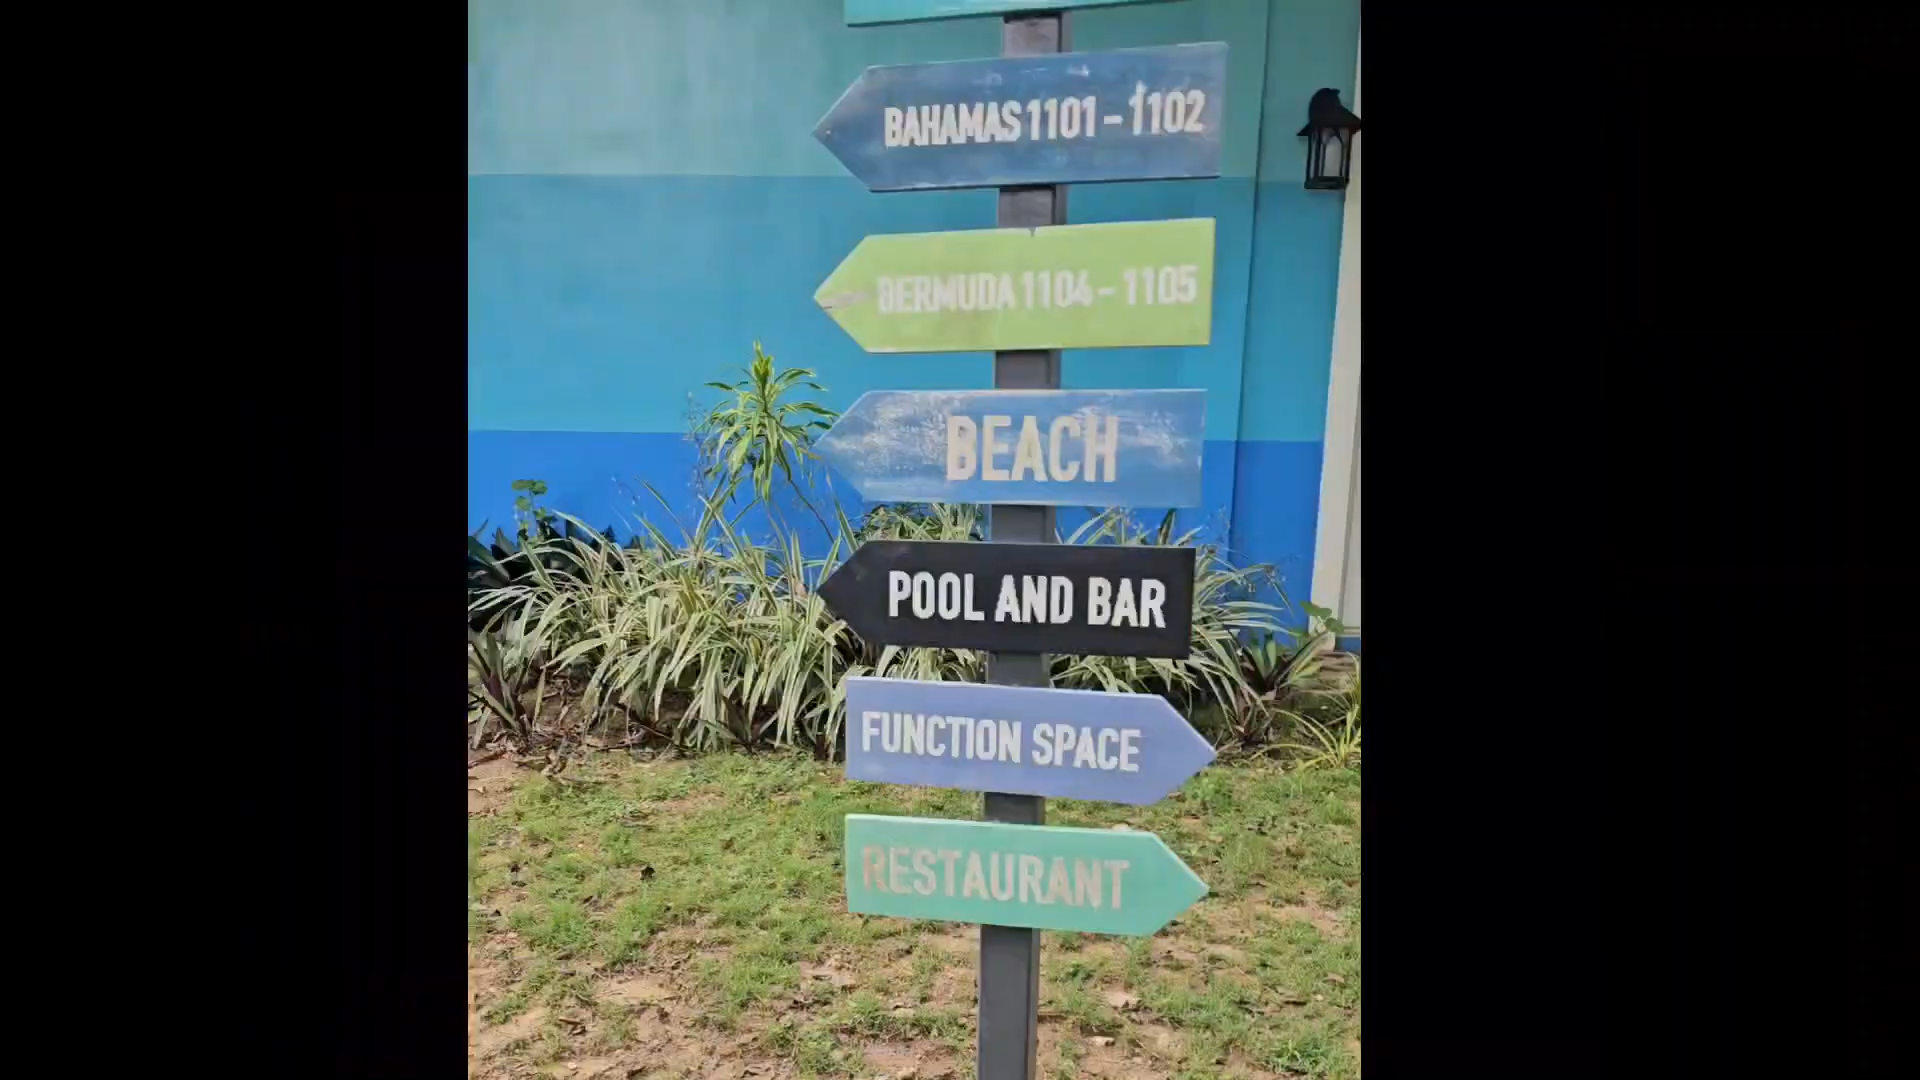 BAHAMAS 1101 - 1102
BERMUDA 1104 - 1105
BEACH
POOL AND BAR
FUNCTION SPACE
RESTAURANT